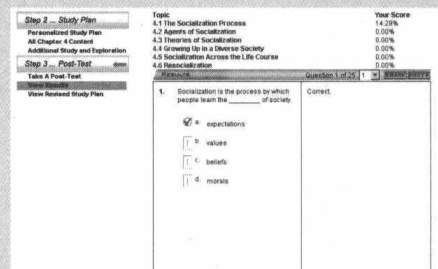 Step 2 ... Study Plan
Personalized Study Plan
All Chapter 4 Content
Additional Study and Exploration
Step 3 ... Post-Test
Take A Post-Test
View Results
View Revised Study Plan
Topic Your Score
4.1 The Socialization Process 14.29%
4.2 Agents of Socialization 0.00%
4.3 Theories of Socialization 0.00%
4.4 Growing Up in a Diverse Society 0.00%
4.5 Socialization Across the Life Course 0.00%
4.6 Resocialization 0.00%
Question 1 of 25 1
1. Socialization is the process by which
people learn the ________ of society.
Correct.
a. expectations
b. values
c. beliefs
d. morals